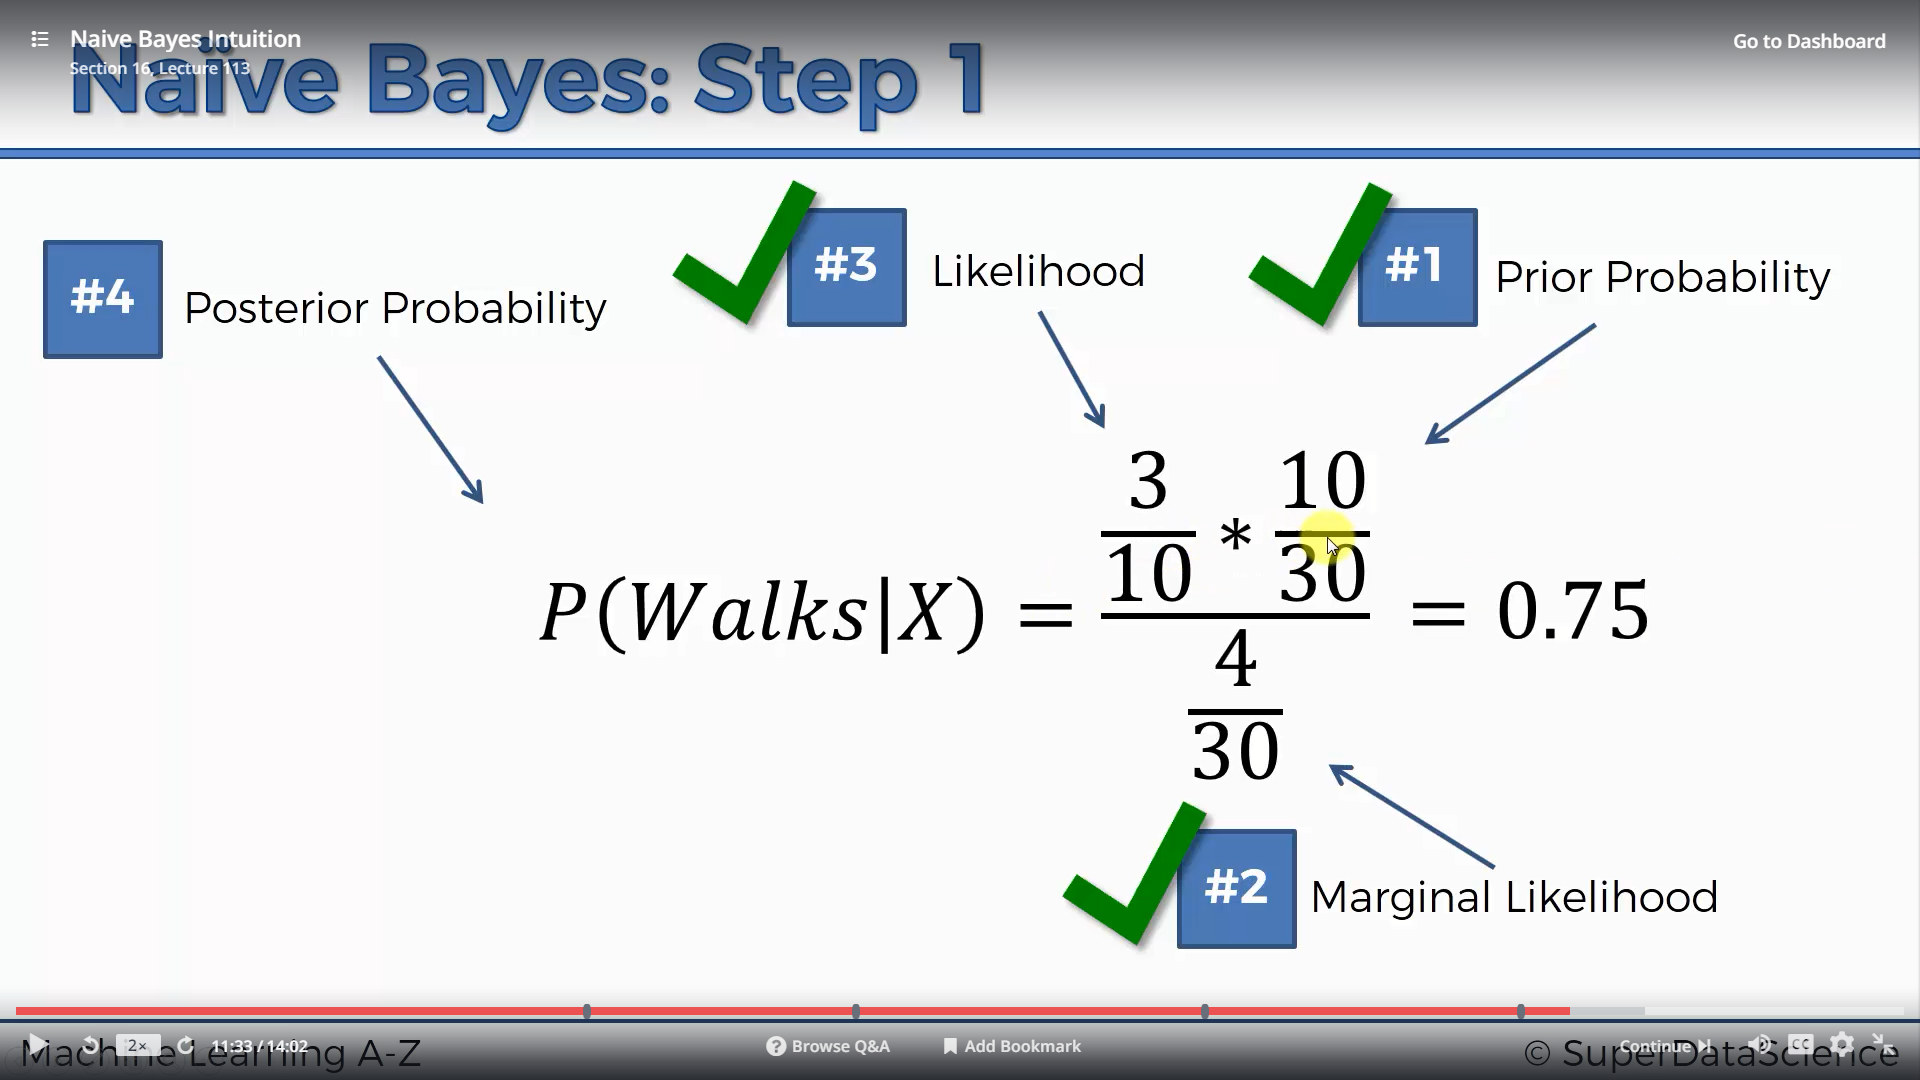 Naive Bayes Intuition
Go to Dashboard
Section 16, Lecture 113
Naïve Bayes: Step 1
#4 Posterior Probability
#3 Likelihood
#1 Prior Probability
P(Walks|X) = 3/10 * 10/30 / 4/30 = 0.75
#2 Marginal Likelihood
2x 11:33 / 14:02
Browse Q&A
Add Bookmark
Continue
CC
Machine Learning A-Z
© SuperDataScience